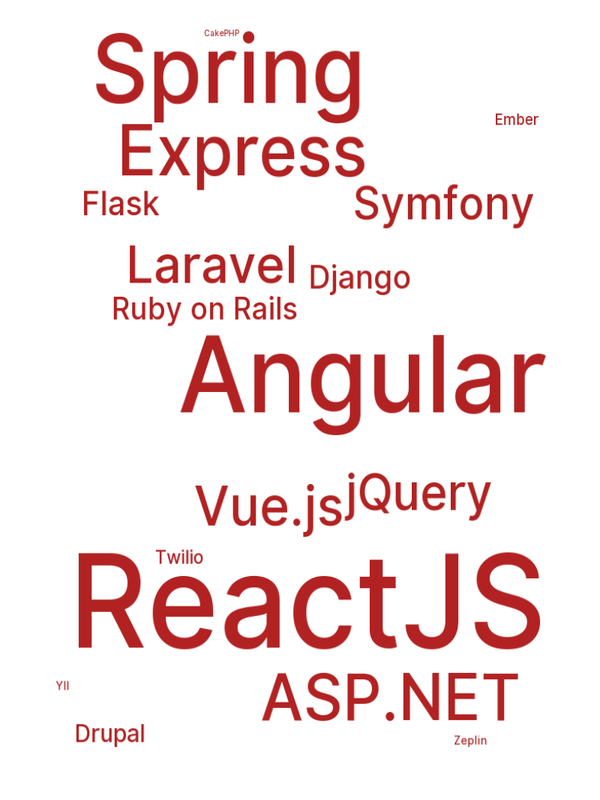 CakePHP
Spring
Ember
Express
Flask
Symfony
Laravel
Django
Ruby on Rails
Angular
jQuery
Vue.js
Twilio
ReactJS
YII
ASP.NET
Drupal
Zeplin